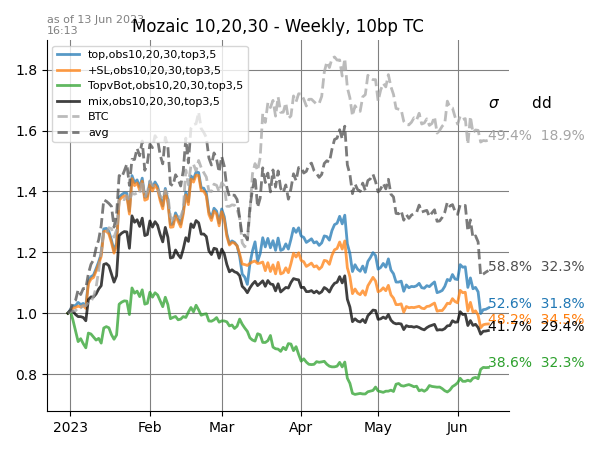 as of 13 Jun 2023
16:13
Mozaic 10,20,30 - Weekly, 10bp TC
top,obs10,20,30,top3,5
+SL,obs10,20,30,top3,5
TopvBot,obs10,20,30,top3,5
mix,obs10,20,30,top3,5
BTC
avg
σ dd
49.4% 18.9%
58.8% 32.3%
52.6% 31.8%
48.2% 34.5%
41.7% 29.4%
38.6% 32.3%
1.8
1.6
1.4
1.2
1.0
0.8
2023 Feb Mar Apr May Jun